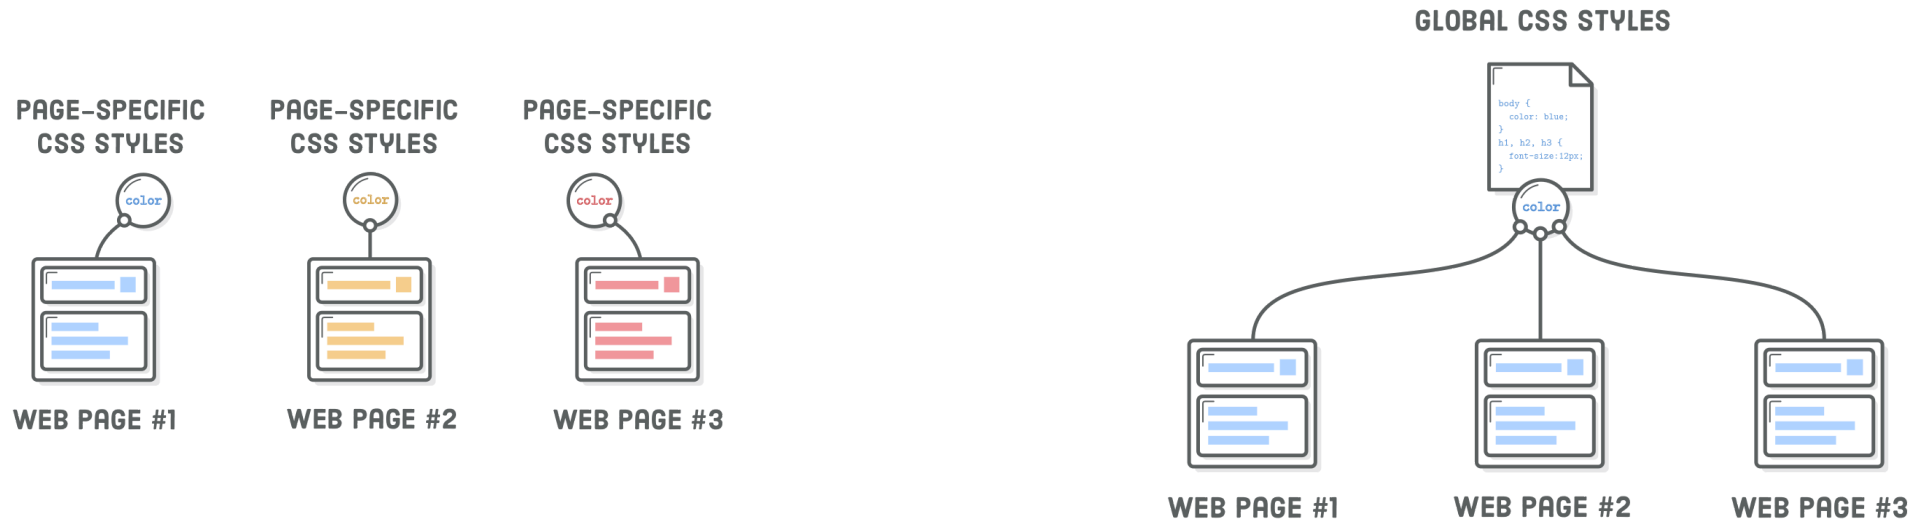 PAGE-SPECIFIC
CSS STYLES
color
WEB PAGE #1
PAGE-SPECIFIC
CSS STYLES
color
WEB PAGE #2
PAGE-SPECIFIC
CSS STYLES
color
WEB PAGE #3
GLOBAL CSS STYLES
body {
color: blue;
}
h1, h2, h3 {
font-size:12px;
}
color
WEB PAGE #1
WEB PAGE #2
WEB PAGE #3